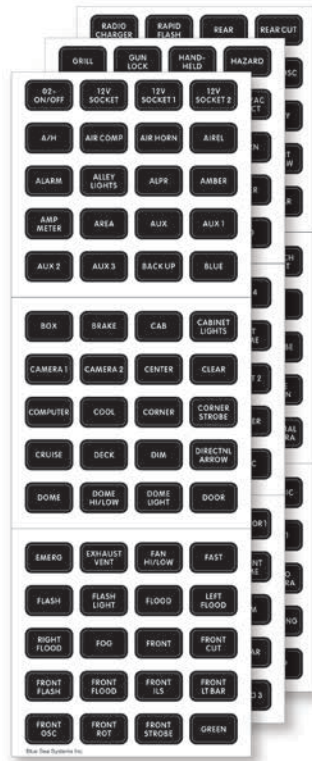 RADIO CHARGER
RAPID FLASH
REAR
REAR CUT
GRILL
GUN LOCK
HAND-HELD
HAZARD
12V SOCKET
12V SOCKET 1
12V SOCKET 2
A/H
AIR COMP
AIR HORN
AIREL
ALARM
ALLEY LIGHTS
ALPR
AMBER
AMP METER
AREA
AUX
AUX 1
AUX 2
AUX 3
BACK UP
BLUE
BOX
BRAKE
CAB
CABINET LIGHTS
CAMERA 1
CAMERA 2
CENTER
CLEAR
COMPUTER
COOL
CORNER
CORNER STROBE
CRUISE
DECK
DIM
DIRECTNL ARROW
DOME
DOME HI/LOW
DOME LIGHT
DOOR
EMERG
EXHAUST VENT
FAN HI/LOW
FAST
FLASH
FLASH LIGHT
FLOOD
LEFT FLOOD
RIGHT FLOOD
FOG
FRONT
FRONT CUT
FRONT FLASH
FRONT FLOOD
FRONT ILS
FRONT LT BAR
FRONT OSC
FRONT ROT
FRONT STROBE
GREEN
Blue Sea Systems Inc